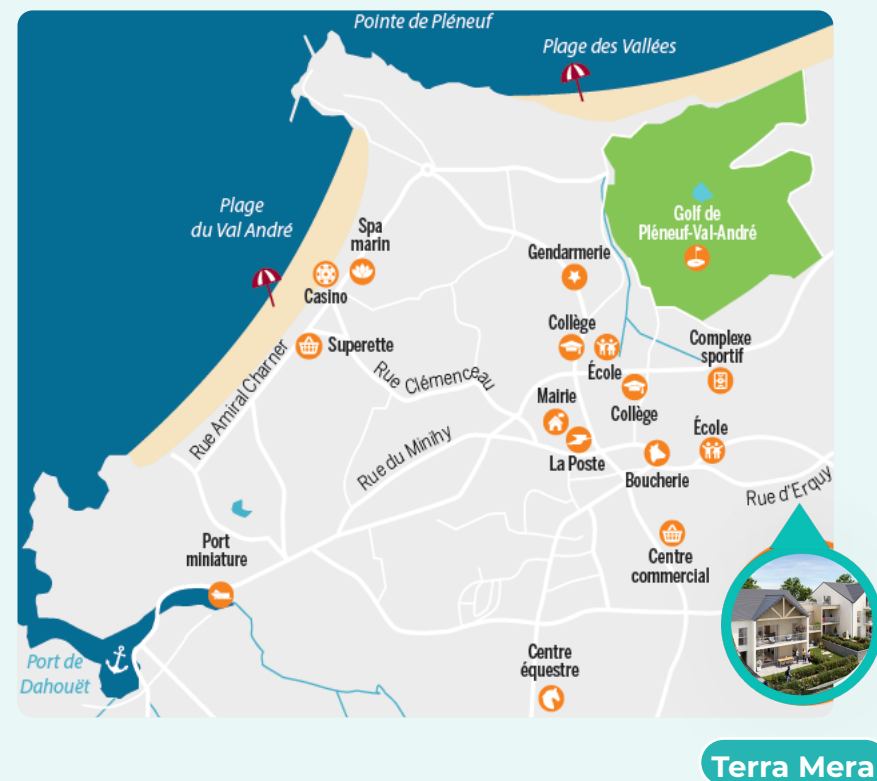 Pointe de Pléneuf
Plage des Vallées
Plage
du Val André
Spa
marin
Golf de
Pléneuf-Val-André
Gendarmerie
Casino
Collège
Superette
Complexe
sportif
École
Rue Amiral Charner
Rue Clémenceau
Mairie
Collège
École
Rue du Minihy
La Poste
Boucherie
Rue d'Erquy
Port
miniature
Centre
commercial
Centre
équestre
Port de
Dahouët
Terra Mera